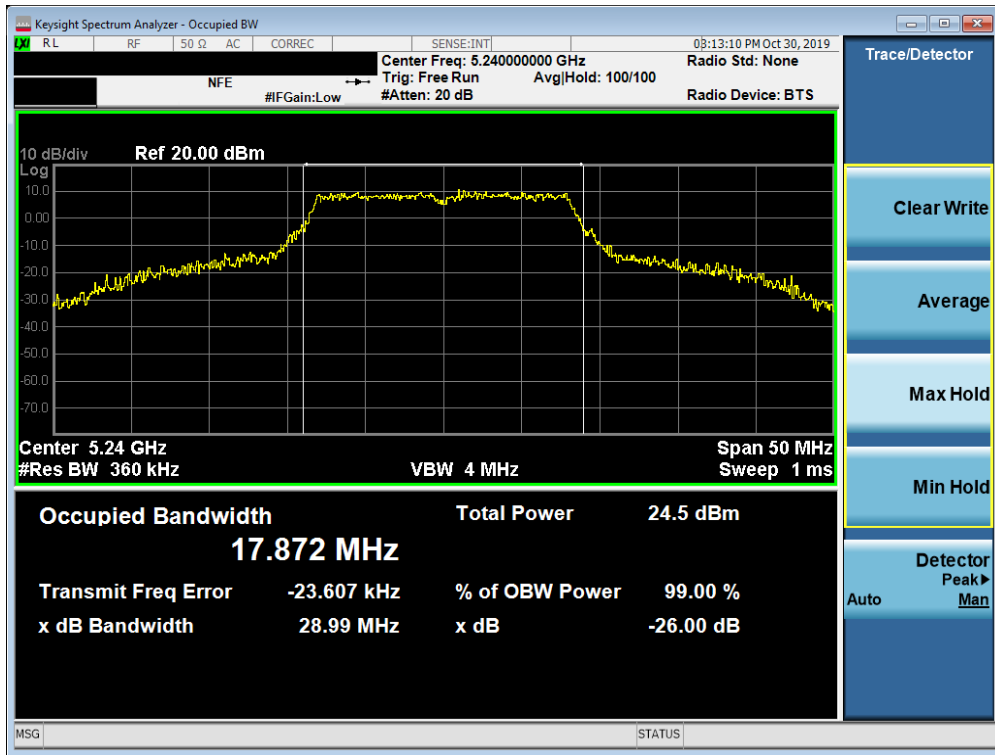 Keysight Spectrum Analyzer - Occupied BW
LXI RL RF 50 Ω AC CORREC SENSE:INT 03:13:10 PM Oct 30, 2019
Center Freq: 5.240000000 GHz Radio Std: None
NFE Trig: Free Run Avg|Hold: 100/100
#IFGain:Low #Atten: 20 dB Radio Device: BTS
Trace/Detector
10 dB/div Ref 20.00 dBm
Log
10.0
0.00
-10.0
-20.0
-30.0
-40.0
-50.0
-60.0
-70.0
Center 5.24 GHz Span 50 MHz
#Res BW 360 kHz VBW 4 MHz Sweep 1 ms
Occupied Bandwidth Total Power 24.5 dBm
17.872 MHz
Transmit Freq Error -23.607 kHz % of OBW Power 99.00 %
x dB Bandwidth 28.99 MHz x dB -26.00 dB
Clear Write
Average
Max Hold
Min Hold
Detector
Peak▶
Auto Man
MSG STATUS